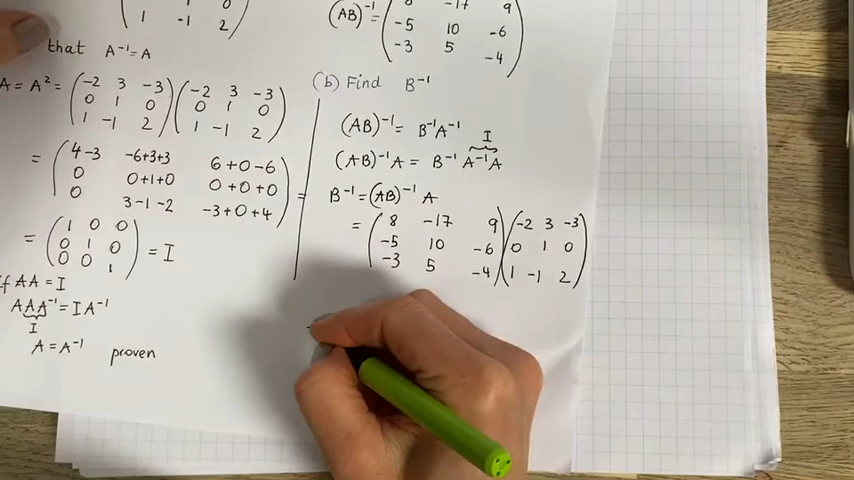 1 -1 2
that A⁻¹=A
A = A² = (-2 3 -3) (-2 3 -3)
0 1 0 0 1 0
1 -1 2 1 -1 2
= (4-3 -6+3+3 6+0-6)
0 0+1+0 0+0+0
0 3-1-2 -3+0+4
= (1 0 0)
0 1 0 = I
0 0 1
If AA = I
AAA⁻¹ = IA⁻¹
I
A = A⁻¹ proven
(AB)⁻¹ = (8 -17 9)
-5 10 -6
-3 5 -4
(b) Find B⁻¹
(AB)⁻¹ = B⁻¹A⁻¹
I
(AB)⁻¹A = B⁻¹ A⁻¹A
B⁻¹ = (AB)⁻¹ A
= (8 -17 9) (-2 3 -3)
-5 10 -6 0 1 0
-3 5 -4 1 -1 2
=